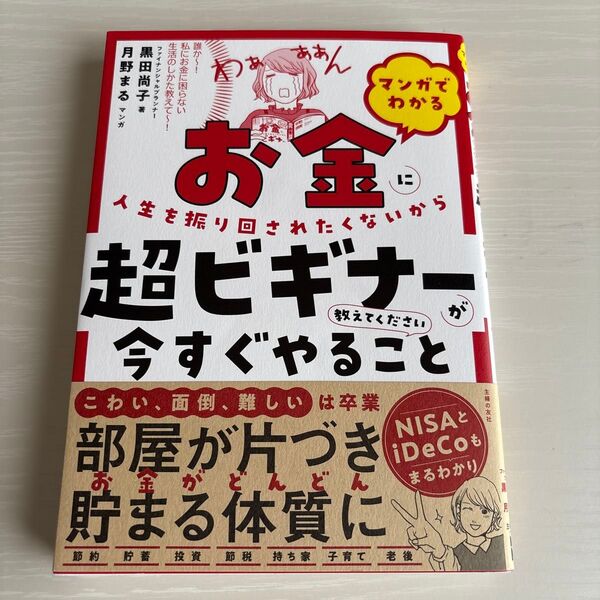 誰か〜!
私にお金に困らない
生活のしかた教えて〜!
ファイナンシャルプランナー
黒田尚子 著
月野まる マンガ
わぁぁぁん
マンガで
わかる
お金に
人生を振り回されたくないから
超ビギナーが
教えてください
今すぐやること
主婦の友社
こわい、面倒、難しいは卒業
部屋が片づき
お金がどんどん
貯まる体質に
NISAと
iDeCoも
まるわかり
節約 貯蓄 投資 節税 持ち家 子育て 老後